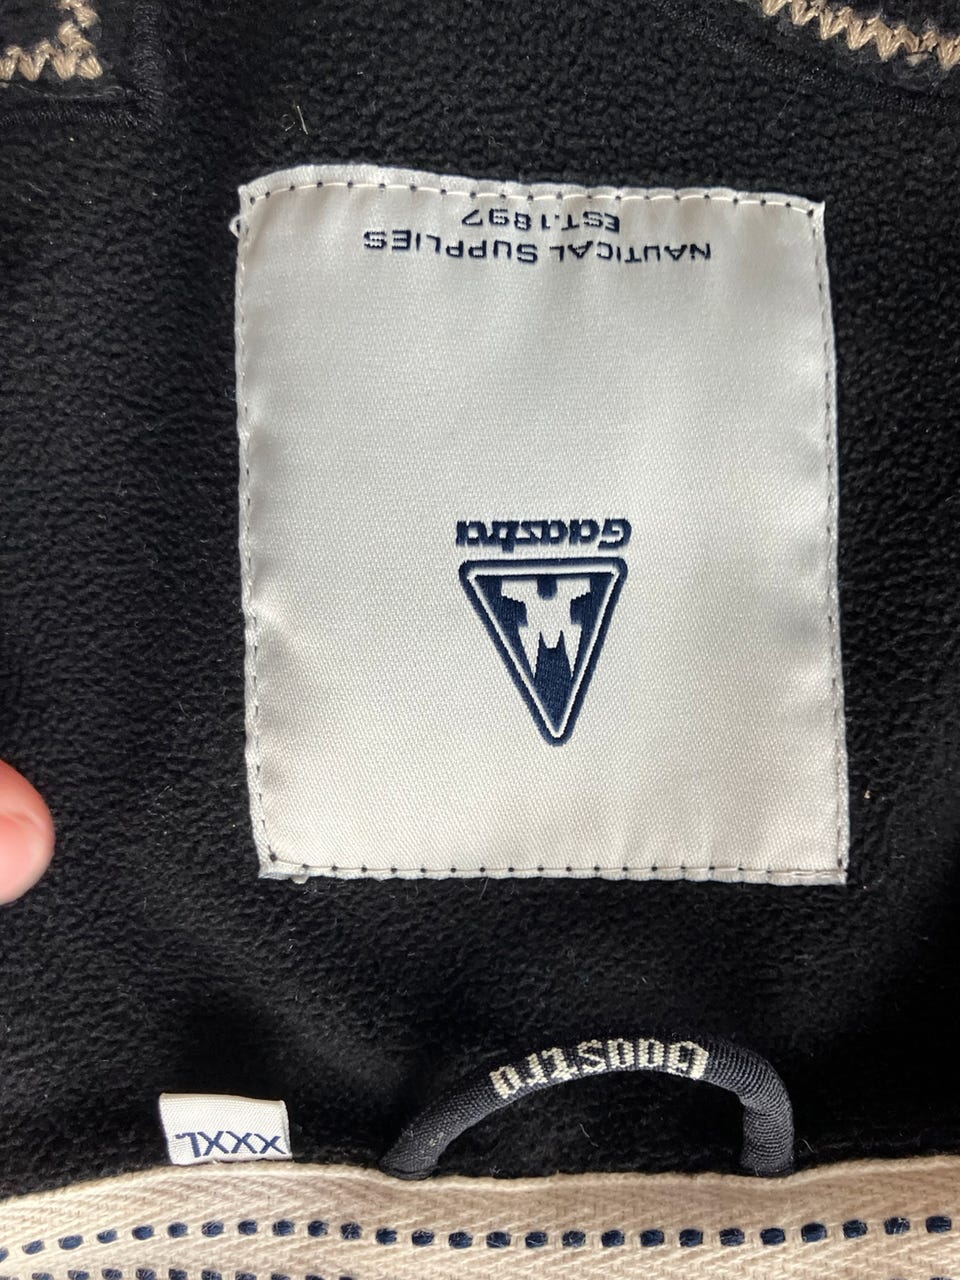 Gaastra
NAUTICAL SUPPLIES
EST.1897
Gaastra
XXXL